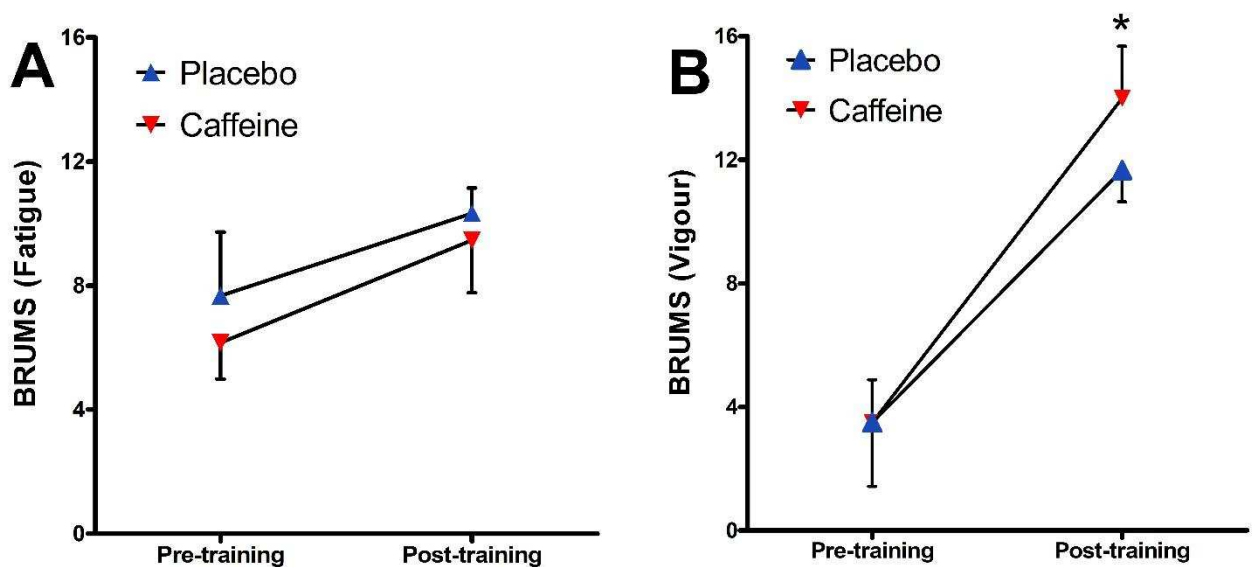 A
16
Placebo
Caffeine
12
8
4
0
BRUMS (Fatigue)
Pre-training
Post-training
B
16
*
Placebo
Caffeine
12
8
4
0
BRUMS (Vigour)
Pre-training
Post-training